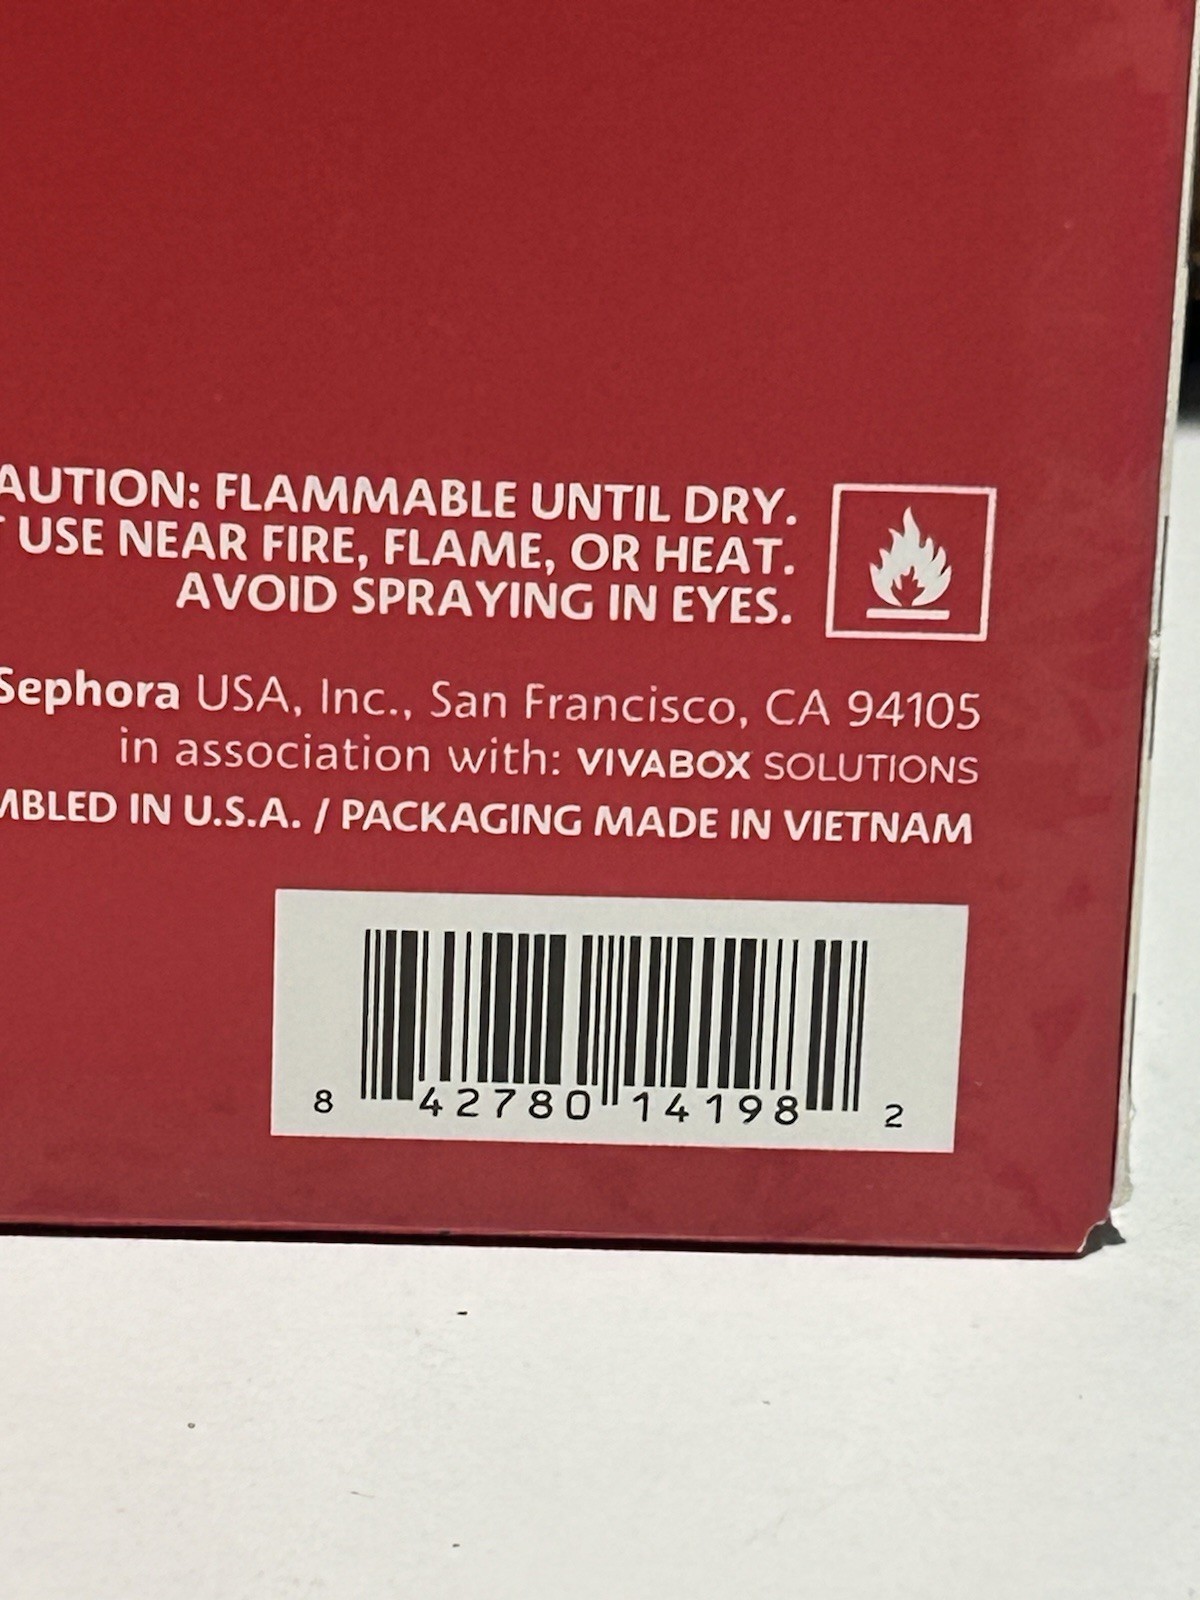 AUTION: FLAMMABLE UNTIL DRY.
USE NEAR FIRE, FLAME, OR HEAT.
AVOID SPRAYING IN EYES.
Sephora USA, Inc., San Francisco, CA 94105
in association with: VIVABOX SOLUTIONS
MBLED IN U.S.A. / PACKAGING MADE IN VIETNAM
8 42780 14198 2